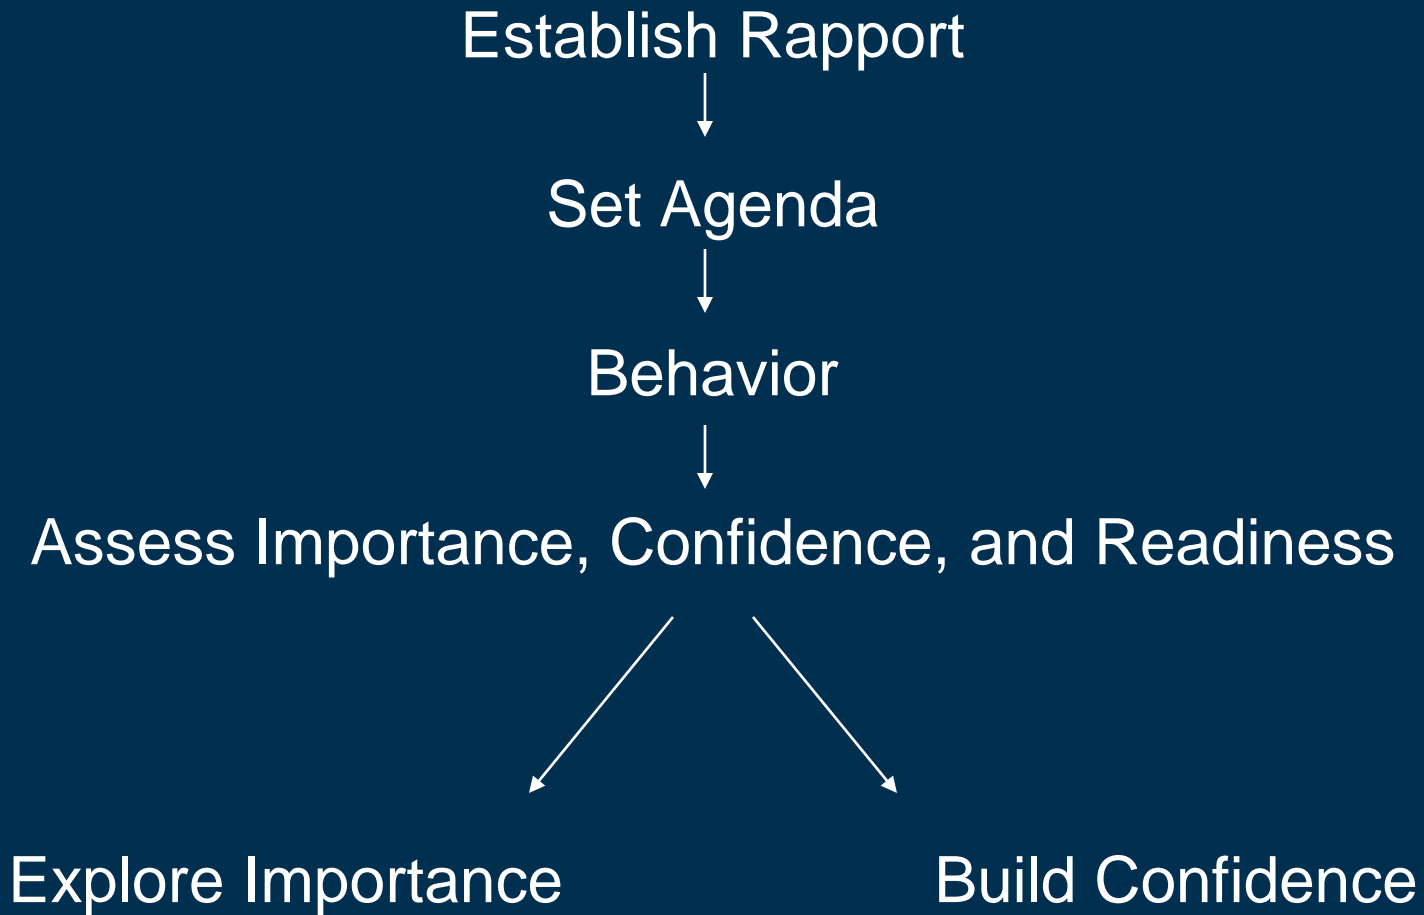 Establish Rapport
Set Agenda
Behavior
Assess Importance, Confidence, and Readiness
Explore Importance
Build Confidence